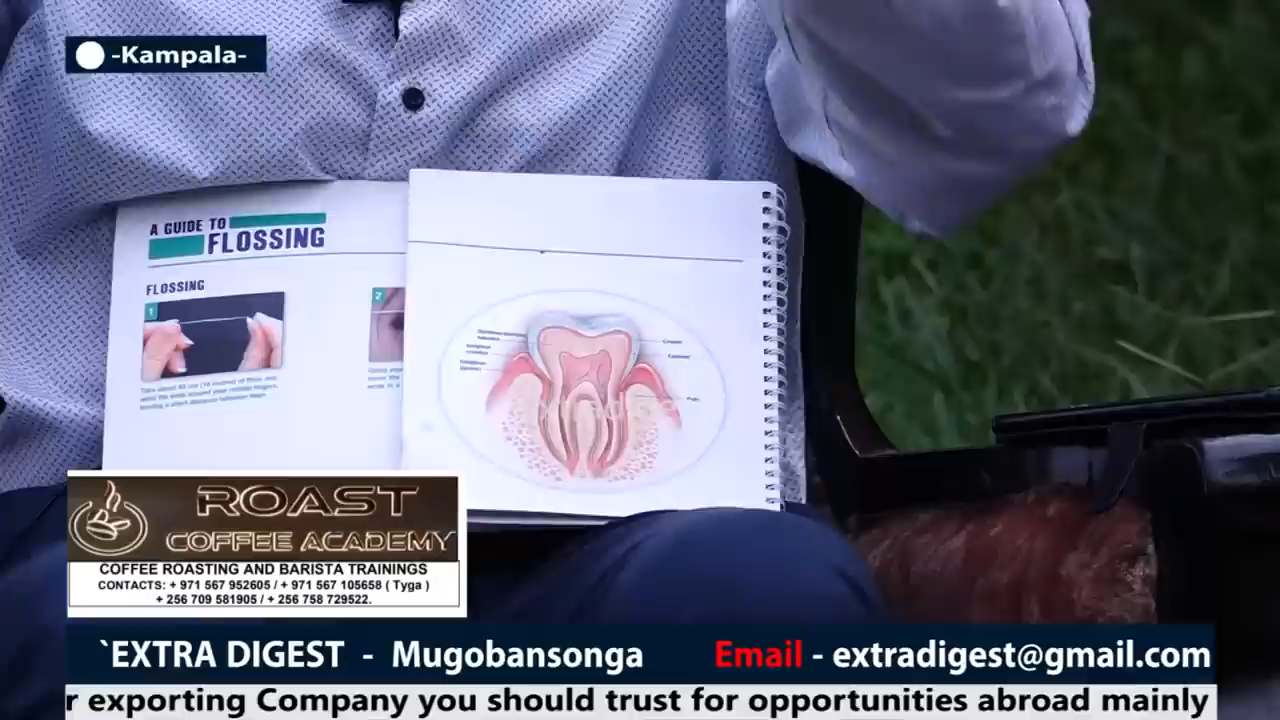 -Kampala-
A GUIDE TO
FLOSSING
FLOSSING
1
2
ROAST
COFFEE ACADEMY
COFFEE ROASTING AND BARISTA TRAININGS
CONTACTS: + 971 567 952605 / + 971 567 105658 ( Tyga )
+ 256 709 581905 / + 256 758 729522.
`EXTRA DIGEST - Mugobansonga Email - extradigest@gmail.com
r exporting Company you should trust for opportunities abroad mainly